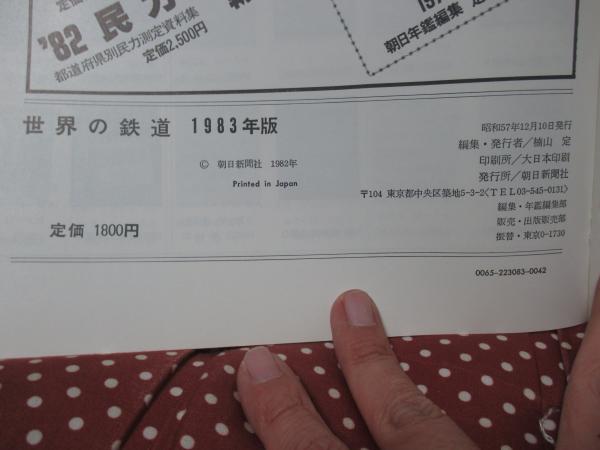 '82 民力
都道府県別民力測定資料集
定価2,500円
朝日年鑑編集
世界の鉄道 1983年版
© 朝日新聞社 1982年
Printed in Japan
定価 1800円
昭和57年12月10日発行
編集・発行者/楠山 定
印刷所/大日本印刷
発行所/朝日新聞社
〒104 東京都中央区築地5-3-2〈TEL03-545-0131〉
編集・年鑑編集部
販売・出版販売部
振替・東京0-1730
0065-223083-0042